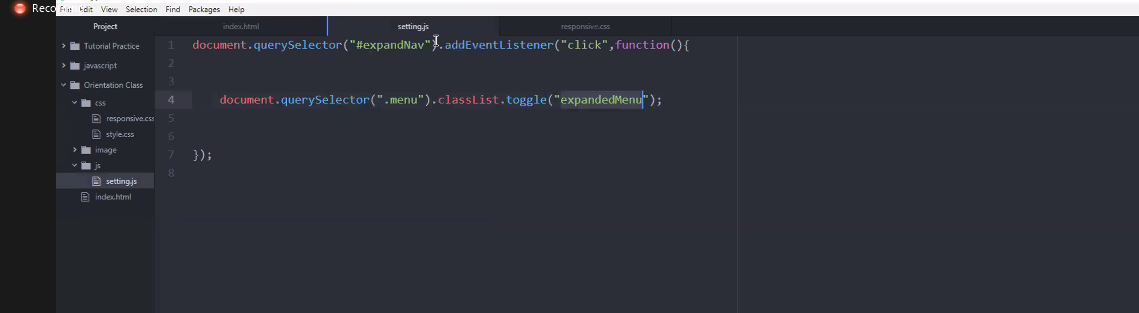 Reco
File Edit View Selection Find Packages Help
Project
index.html
setting.js
responsive.css
Tutorial Practice
javascript
Orientation Class
css
responsive.css
style.css
image
js
setting.js
index.html
1 document.querySelector("#expandNav").addEventListener("click",function(){
2
3
4 document.querySelector(".menu").classList.toggle("expandedMenu");
5
6
7 });
8